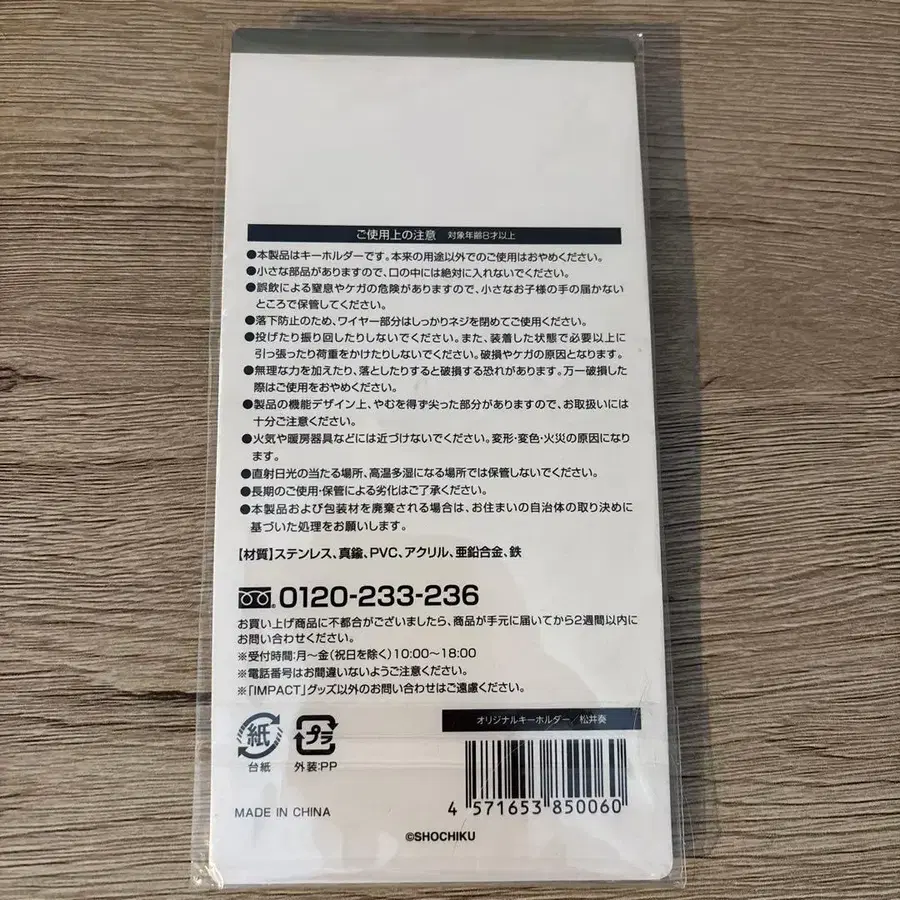 ご使用上の注意 対象年齢8才以上
●本製品はキーホルダーです。本来の用途以外でのご使用はおやめください。
●小さな部品がありますので、口の中には絶対に入れないでください。
●誤飲による窒息やケガの危険がありますので、小さなお子様の手の届かない
ところで保管してください。
●落下防止のため、ワイヤー部分はしっかりネジを閉めてご使用ください。
●投げたり振り回したりしないでください。また、装着した状態で必要以上に
引っ張ったり荷重をかけたりしないでください。破損やケガの原因となります。
●無理な力を加えたり、落としたりすると破損する恐れがあります。万一破損した
際はご使用をおやめください。
●製品の機能デザイン上、やむを得ず尖った部分がありますので、お取扱いには
十分ご注意ください。
●火気や暖房器具などには近づけないでください。変形・変色・火災の原因になり
ます。
●直射日光の当たる場所、高温多湿になる場所では保管しないでください。
●長期のご使用・保管による劣化はご了承ください。
●本製品および包装材を廃棄される場合は、お住まいの自治体の取り決めに
基づいた処理をお願いします。
【材質】ステンレス、真鍮、PVC、アクリル、亜鉛合金、鉄
0120-233-236
お買い上げ商品に不都合がございましたら、商品が手元に届いてから2週間以内に
お問い合わせください。
※受付時間:月~金(祝日を除く)10:00~18:00
※電話番号はお間違いないようご注意ください。
※「IMPACT」グッズ以外のお問い合わせはご遠慮ください。
紙
台紙
プラ
外装:PP
オリジナルキーホルダー/松井奏
4 571653 850060
MADE IN CHINA
©SHOCHIKU